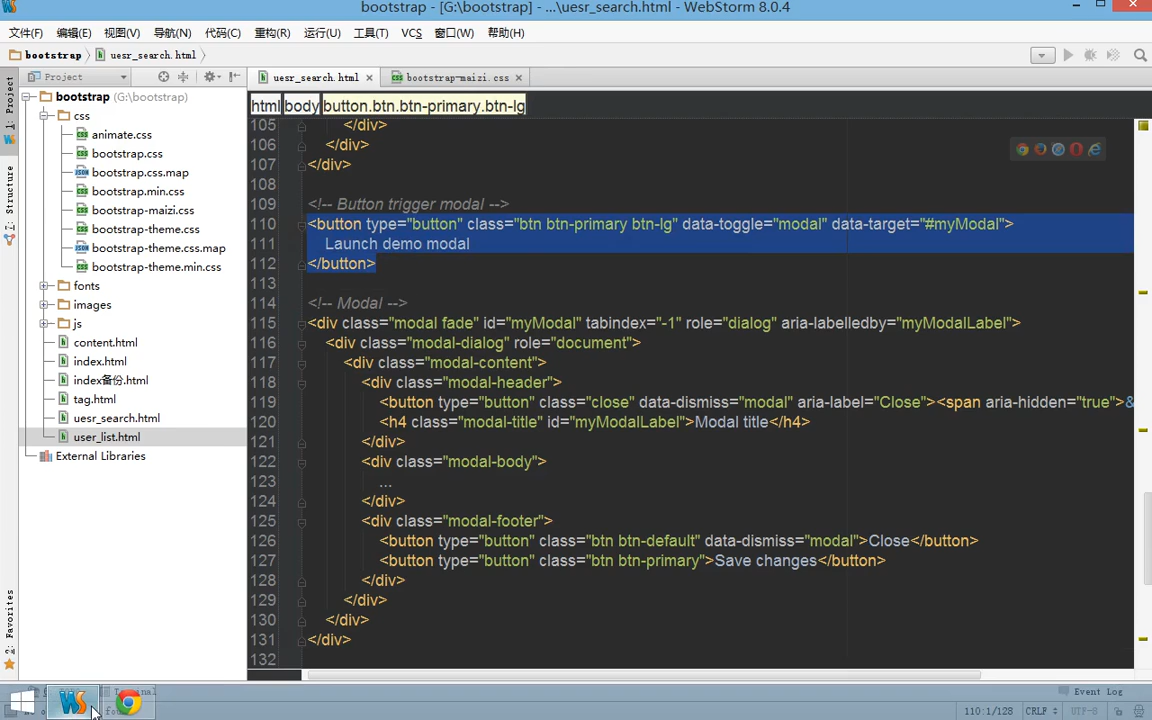 bootstrap - [G:\bootstrap] - ...\uesr_search.html - WebStorm 8.0.4
文件(F) 编辑(E) 视图(V) 导航(N) 代码(C) 重构(R) 运行(U) 工具(T) VCS 窗口(W) 帮助(H)
bootstrap uesr_search.html
Project
uesr_search.html bootstrap-maizi.css
1: Project
7: Structure
2: Favorites
bootstrap (G:\bootstrap)
css
animate.css
bootstrap.css
bootstrap.css.map
bootstrap.min.css
bootstrap-maizi.css
bootstrap-theme.css
bootstrap-theme.css.map
bootstrap-theme.min.css
fonts
images
js
content.html
index.html
index备份.html
tag.html
uesr_search.html
user_list.html
External Libraries
html body button.btn.btn-primary.btn-lg
105 </div>
106 </div>
107 </div>
108
109 <!-- Button trigger modal -->
110 <button type="button" class="btn btn-primary btn-lg" data-toggle="modal" data-target="#myModal">
111 Launch demo modal
112 </button>
113
114 <!-- Modal -->
115 <div class="modal fade" id="myModal" tabindex="-1" role="dialog" aria-labelledby="myModalLabel">
116 <div class="modal-dialog" role="document">
117 <div class="modal-content">
118 <div class="modal-header">
119 <button type="button" class="close" data-dismiss="modal" aria-label="Close"><span aria-hidden="true">&
120 <h4 class="modal-title" id="myModalLabel">Modal title</h4>
121 </div>
122 <div class="modal-body">
123 ...
124 </div>
125 <div class="modal-footer">
126 <button type="button" class="btn btn-default" data-dismiss="modal">Close</button>
127 <button type="button" class="btn btn-primary">Save changes</button>
128 </div>
129 </div>
130 </div>
131 </div>
132
Terminal
Event Log
110:1/128 CRLF UTF-8